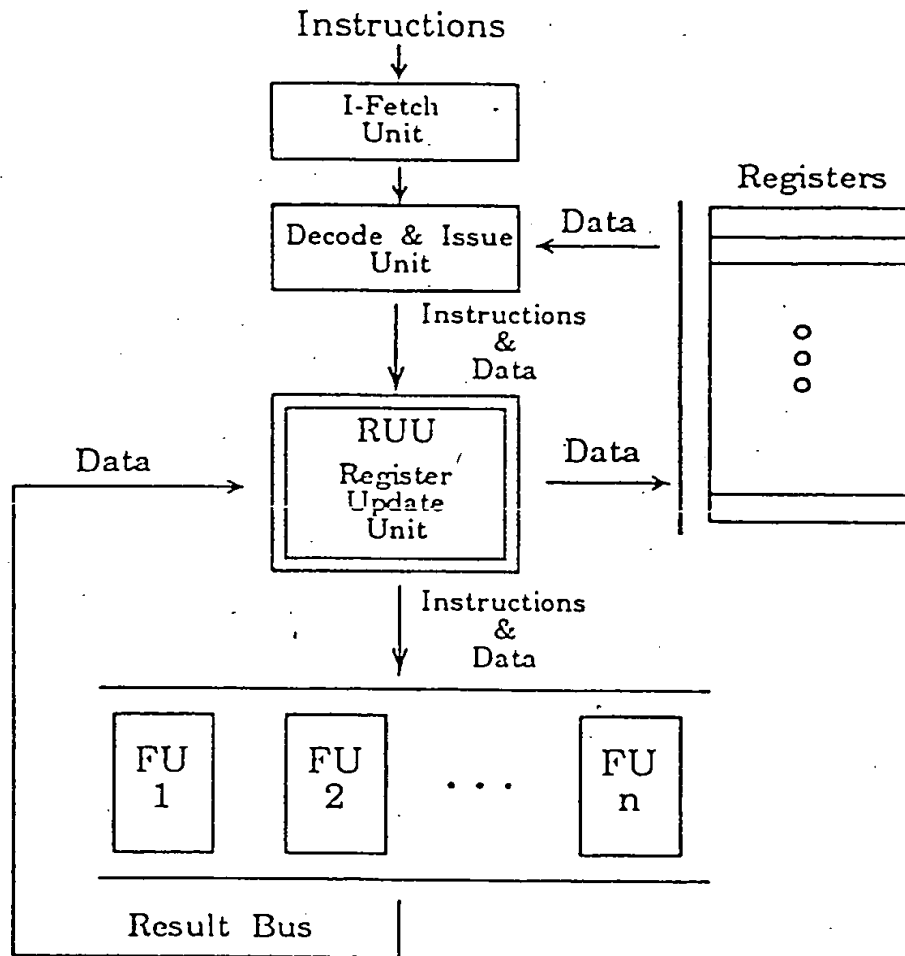 Instructions
I-Fetch
Unit
Registers
Decode & Issue
Unit
Data
Instructions
&
Data
RUU
Register
Update
Unit
Data
Data
Instructions
&
Data
FU
1
FU
2
. . .
FU
n
Result Bus